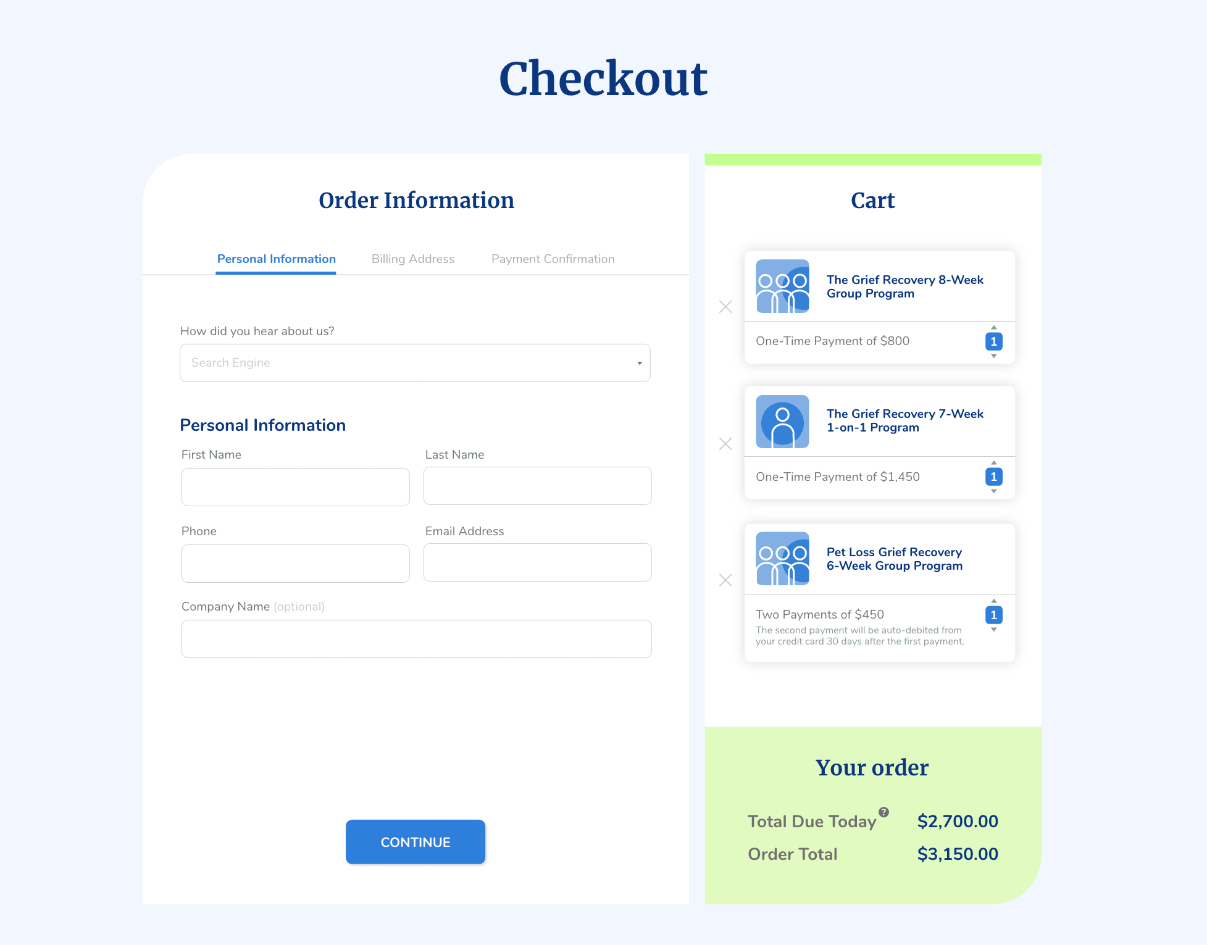 Checkout
Order Information
Personal Information Billing Address Payment Confirmation
How did you hear about us?
Search Engine
Personal Information
First Name Last Name
Phone Email Address
Company Name (optional)
CONTINUE
Cart
The Grief Recovery 8-Week
Group Program
One-Time Payment of $800 1
The Grief Recovery 7-Week
1-on-1 Program
One-Time Payment of $1,450 1
Pet Loss Grief Recovery
6-Week Group Program
Two Payments of $450 1
The second payment will be auto-debited from
your credit card 30 days after the first payment.
Your order
Total Due Today ? $2,700.00
Order Total $3,150.00